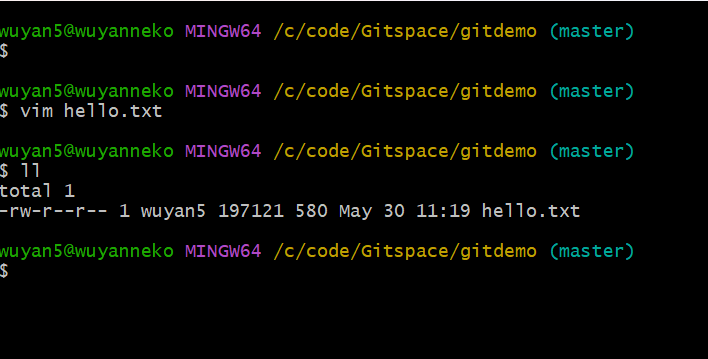 wuyan5@wuyanneko MINGW64 /c/code/Gitspace/gitdemo (master)
$
wuyan5@wuyanneko MINGW64 /c/code/Gitspace/gitdemo (master)
$ vim hello.txt
wuyan5@wuyanneko MINGW64 /c/code/Gitspace/gitdemo (master)
$ ll
total 1
-rw-r--r-- 1 wuyan5 197121 580 May 30 11:19 hello.txt
wuyan5@wuyanneko MINGW64 /c/code/Gitspace/gitdemo (master)
$